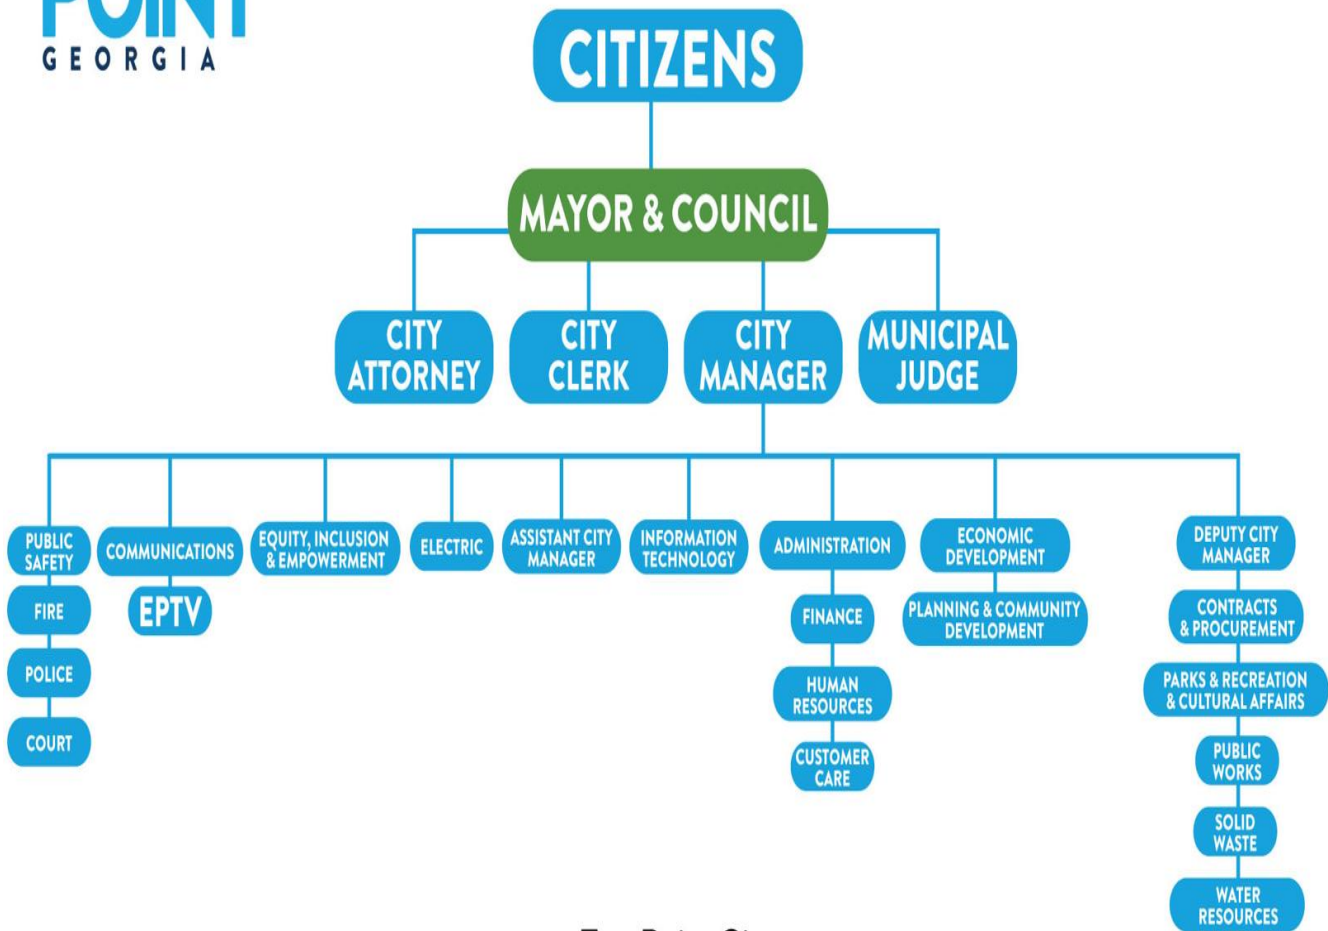 POINT
GEORGIA
CITIZENS
MAYOR & COUNCIL
CITY
ATTORNEY
CITY
CLERK
CITY
MANAGER
MUNICIPAL
JUDGE
PUBLIC
SAFETY
FIRE
POLICE
COURT
COMMUNICATIONS
EPTV
EQUITY, INCLUSION
& EMPOWERMENT
ELECTRIC
ASSISTANT CITY
MANAGER
INFORMATION
TECHNOLOGY
ADMINISTRATION
FINANCE
HUMAN
RESOURCES
CUSTOMER
CARE
ECONOMIC
DEVELOPMENT
PLANNING & COMMUNITY
DEVELOPMENT
DEPUTY CITY
MANAGER
CONTRACTS
& PROCUREMENT
PARKS & RECREATION
& CULTURAL AFFAIRS
PUBLIC
WORKS
SOLID
WASTE
WATER
RESOURCES